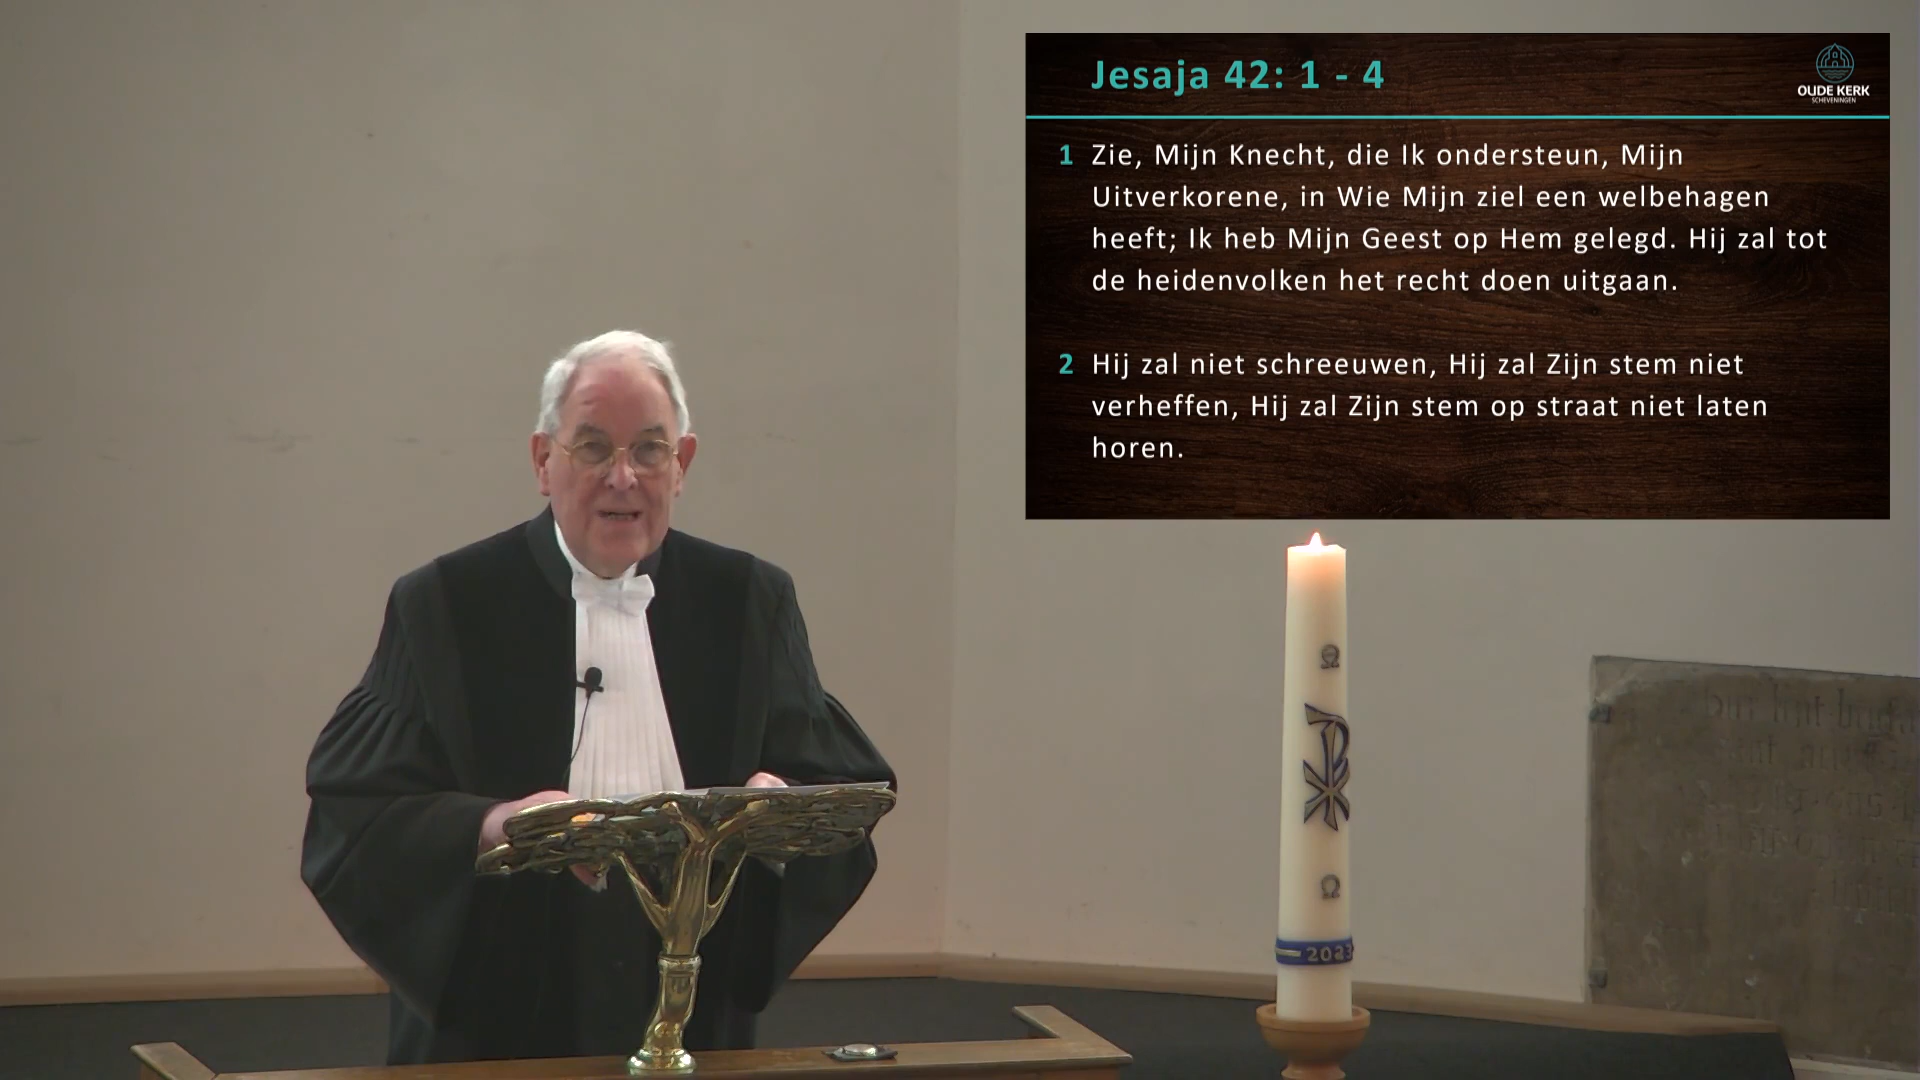 Jesaja 42: 1 - 4
OUDE KERK
SCHEVENINGEN
1 Zie, Mijn Knecht, die Ik ondersteun, Mijn
Uitverkorene, in Wie Mijn ziel een welbehagen
heeft; Ik heb Mijn Geest op Hem gelegd. Hij zal tot
de heidenvolken het recht doen uitgaan.
2 Hij zal niet schreeuwen, Hij zal Zijn stem niet
verheffen, Hij zal Zijn stem op straat niet laten
horen.
Ω
Ω
2023